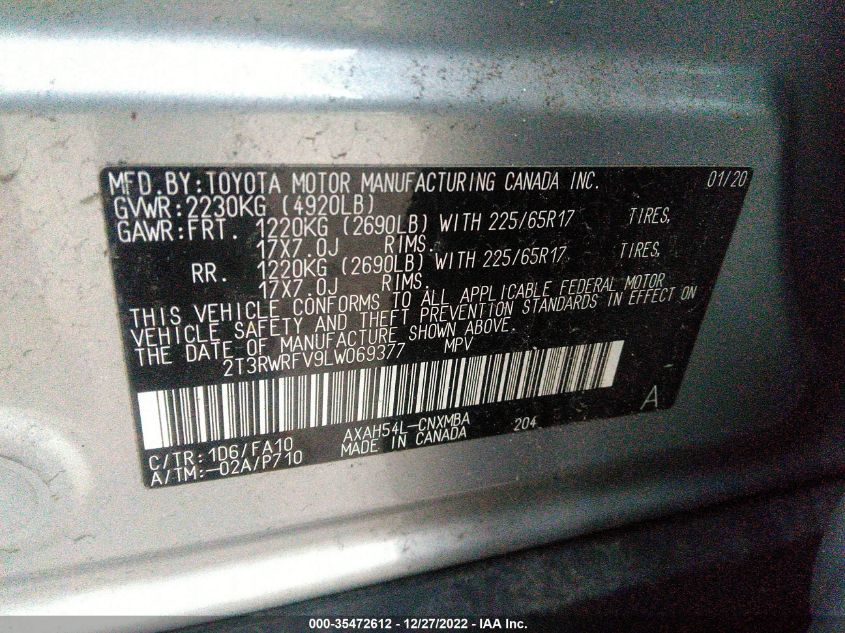 MFD.BY:TOYOTA MOTOR MANUFACTURING CANADA INC. 01/20
GVWR:2230KG (4920LB)
GAWR:FRT. 1220KG (2690LB) WITH 225/65R17 TIRES,
17X7.0J RIMS.
RR. 1220KG (2690LB) WITH 225/65R17 TIRES,
17X7.0J RIMS.
THIS VEHICLE CONFORMS TO ALL APPLICABLE FEDERAL MOTOR
VEHICLE SAFETY AND THEFT PREVENTION STANDARDS IN EFFECT ON
THE DATE OF MANUFACTURE SHOWN ABOVE.
2T3RWRFV9LW069377 MPV
A
C/TR:1D6/FA10 AXAH54L-CNXMBA 204
A/TM:-02A/P710 MADE IN CANADA
000-35472612 - 12/27/2022 - IAA Inc.